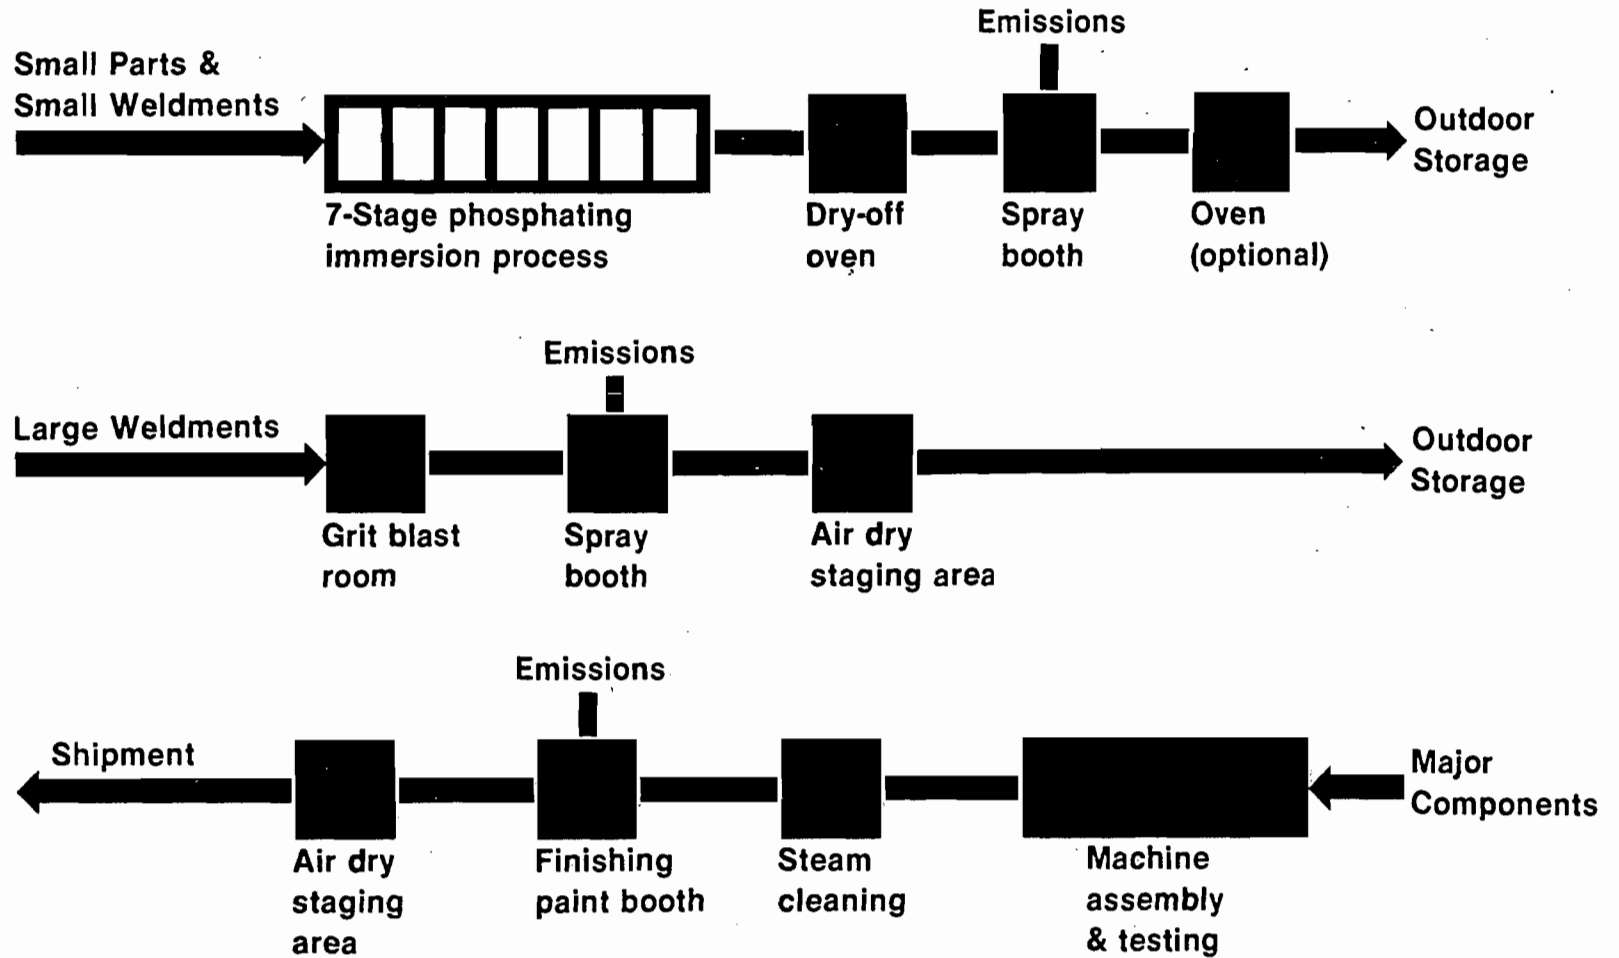 Emissions
Small Parts &
Small Weldments
Outdoor
Storage
7-Stage phosphating
immersion process
Dry-off
oven
Spray
booth
Oven
(optional)
Emissions
Large Weldments
Outdoor
Storage
Grit blast
room
Spray
booth
Air dry
staging area
Emissions
Shipment
Major
Components
Air dry
staging
area
Finishing
paint booth
Steam
cleaning
Machine
assembly
& testing